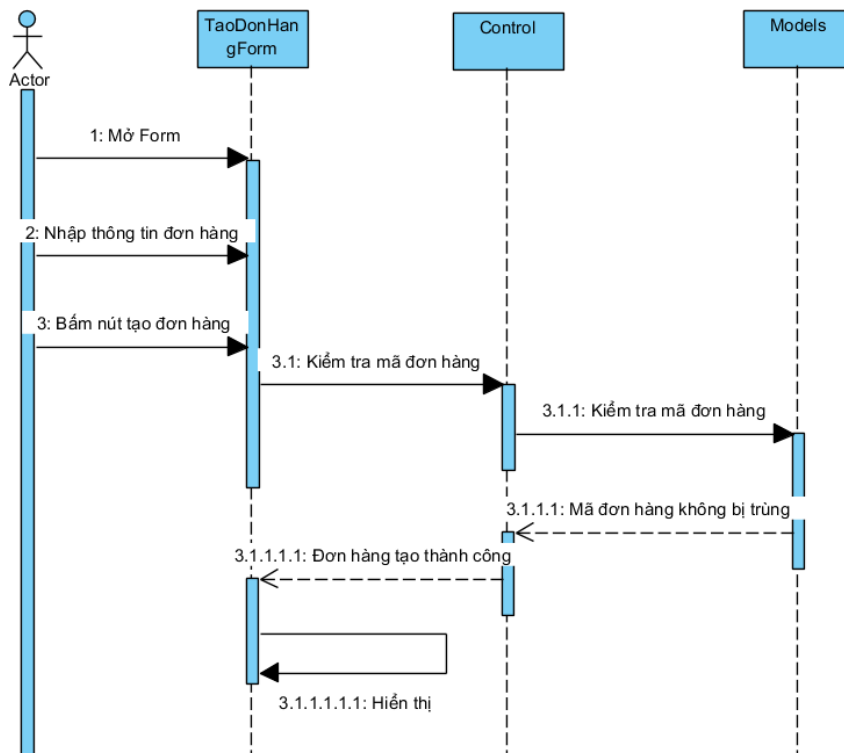 TaoDonHan
gForm
Control
Models
Actor
1: Mở Form
2: Nhập thông tin đơn hàng
3: Bấm nút tạo đơn hàng
3.1: Kiểm tra mã đơn hàng
3.1.1: Kiểm tra mã đơn hàng
3.1.1.1: Mã đơn hàng không bị trùng
3.1.1.1.1: Đơn hàng tạo thành công
3.1.1.1.1.1: Hiển thị